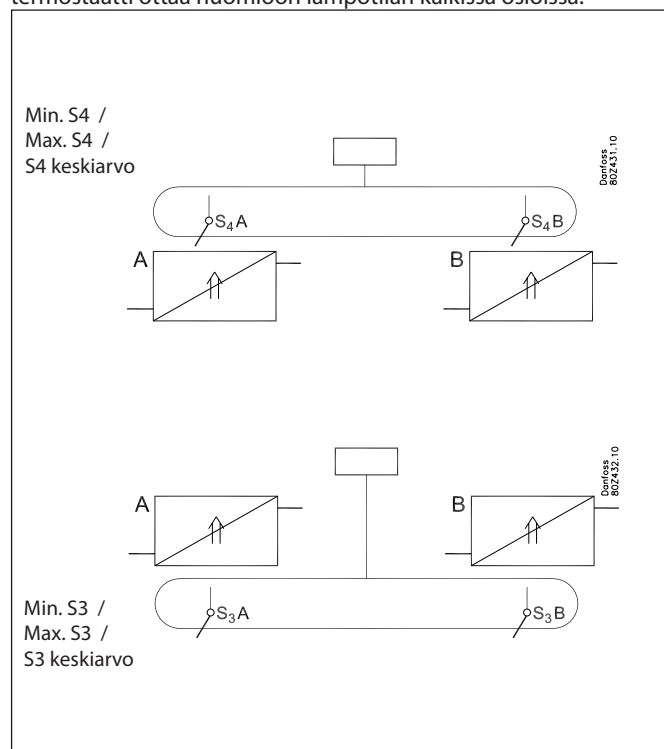 termostaatti ottaa huomioon lämpötilan kaikissa osioissa.
Min. S4 /
Max. S4 /
S4 keskiarvo
Danfoss
80Z431.10
S4A
S4B
A
B
Danfoss
80Z432.10
A
B
Min. S3 /
Max. S3 /
S3 keskiarvo
S3A
S3B